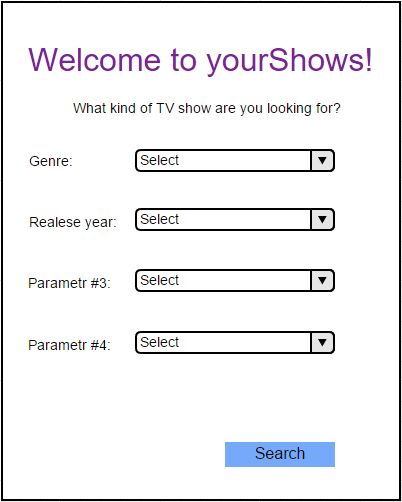 Welcome to yourShows!
What kind of TV show are you looking for?
Genre: Select
Realese year: Select
Parametr #3: Select
Parametr #4: Select
Search